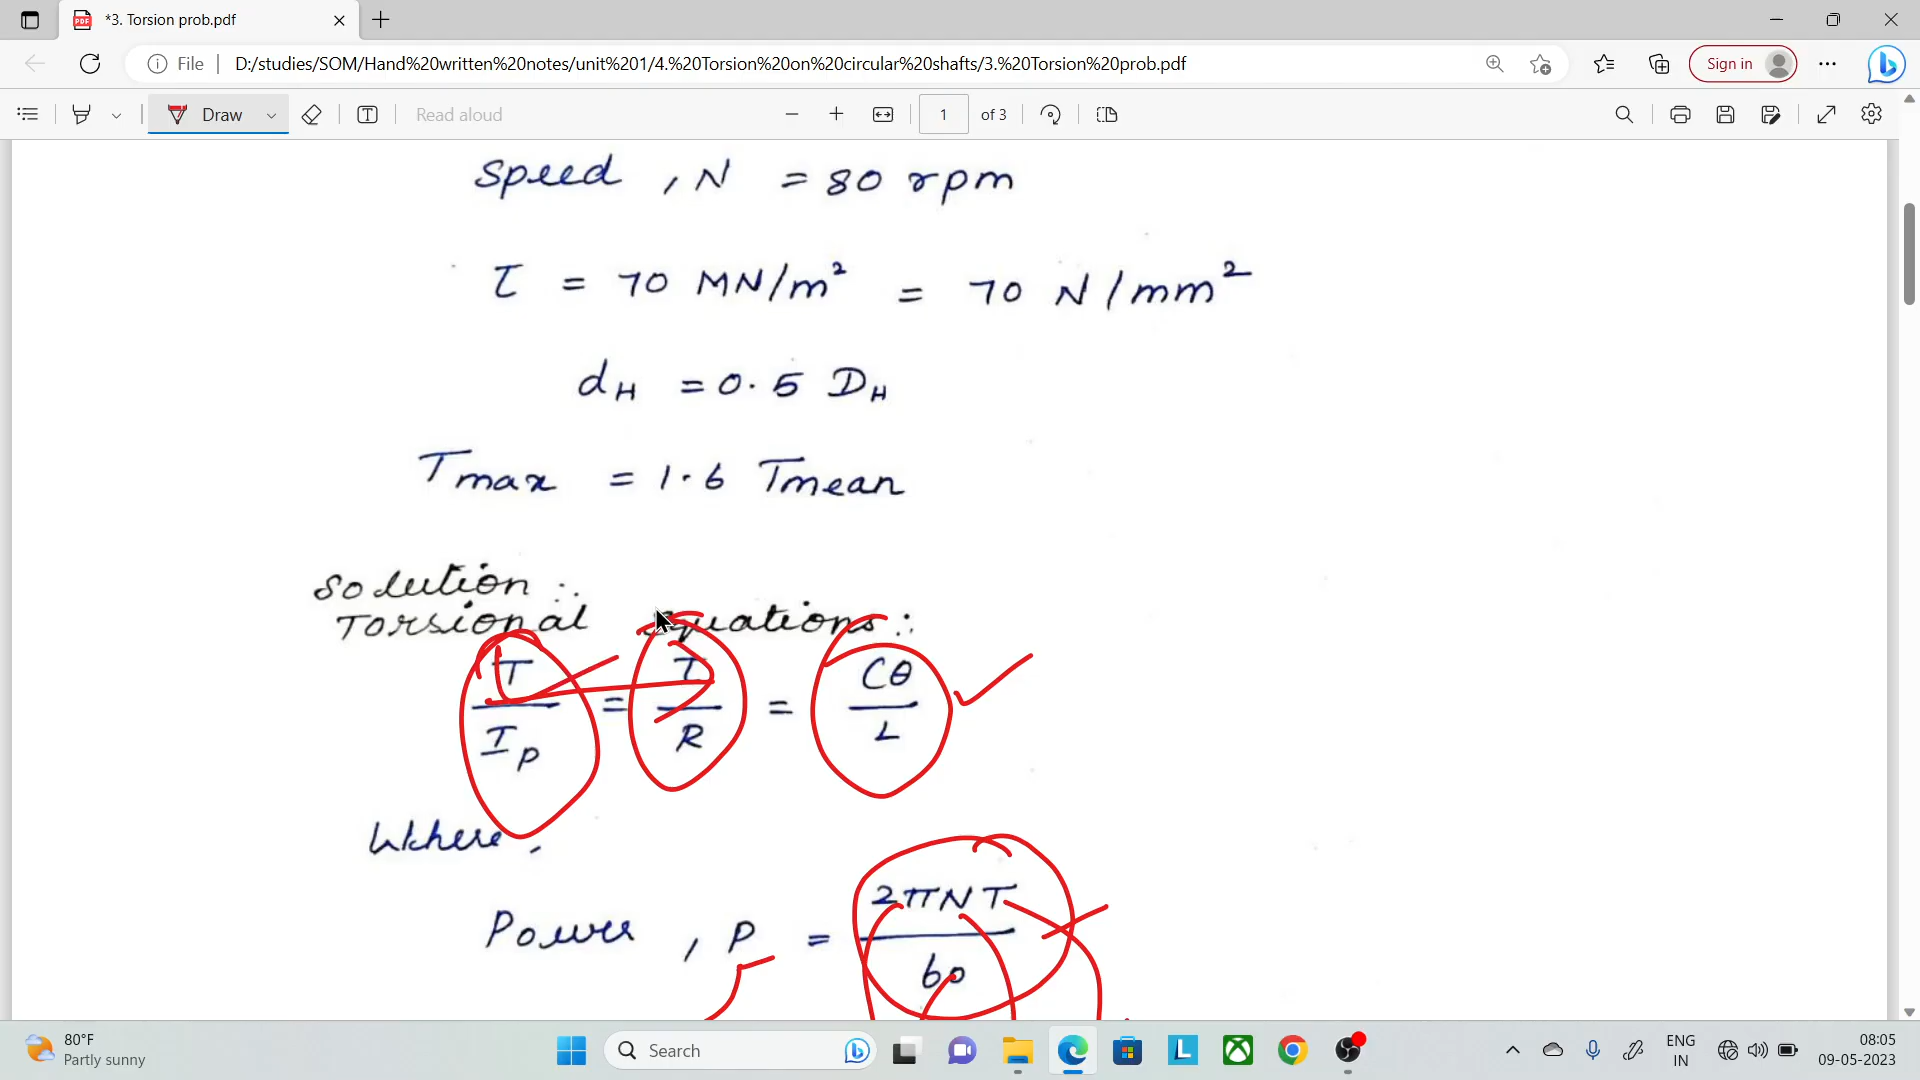 *3. Torsion prob.pdf
File
D:/studies/SOM/Hand%20written%20notes/unit%201/4.%20Torsion%20on%20circular%20shafts/3.%20Torsion%20prob.pdf
Sign in
Draw
Read aloud
1 of 3
Speed , N = 80 rpm
τ = 70 MN/m² = 70 N/mm²
dH = 0.5 DH
Tmax = 1.6 Tmean
Solution :.
Torsional equations :
T/Ip = τ/R = Cθ/L
Where,
Power , P = 2πNT/60
80°F
Partly sunny
Search
ENG
IN
08:05
09-05-2023